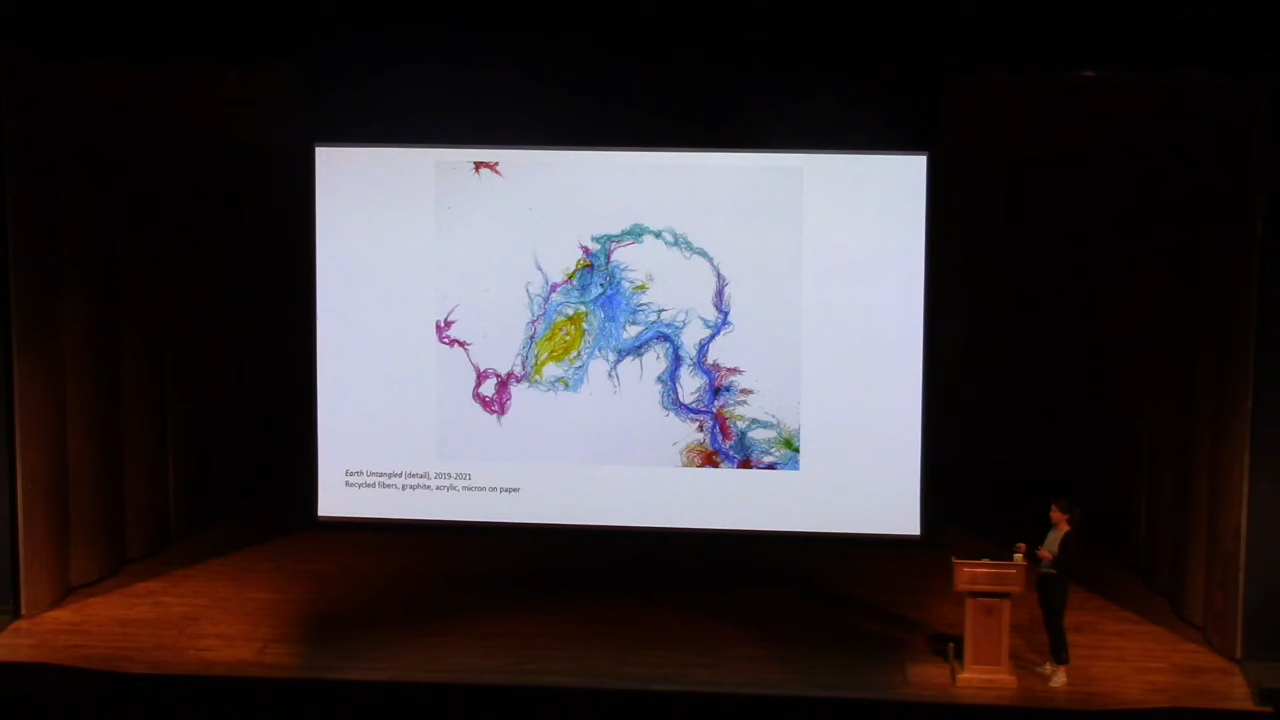 Earth Untangled (detail), 2019-2021
Recycled fibers, graphite, acrylic, micron on paper